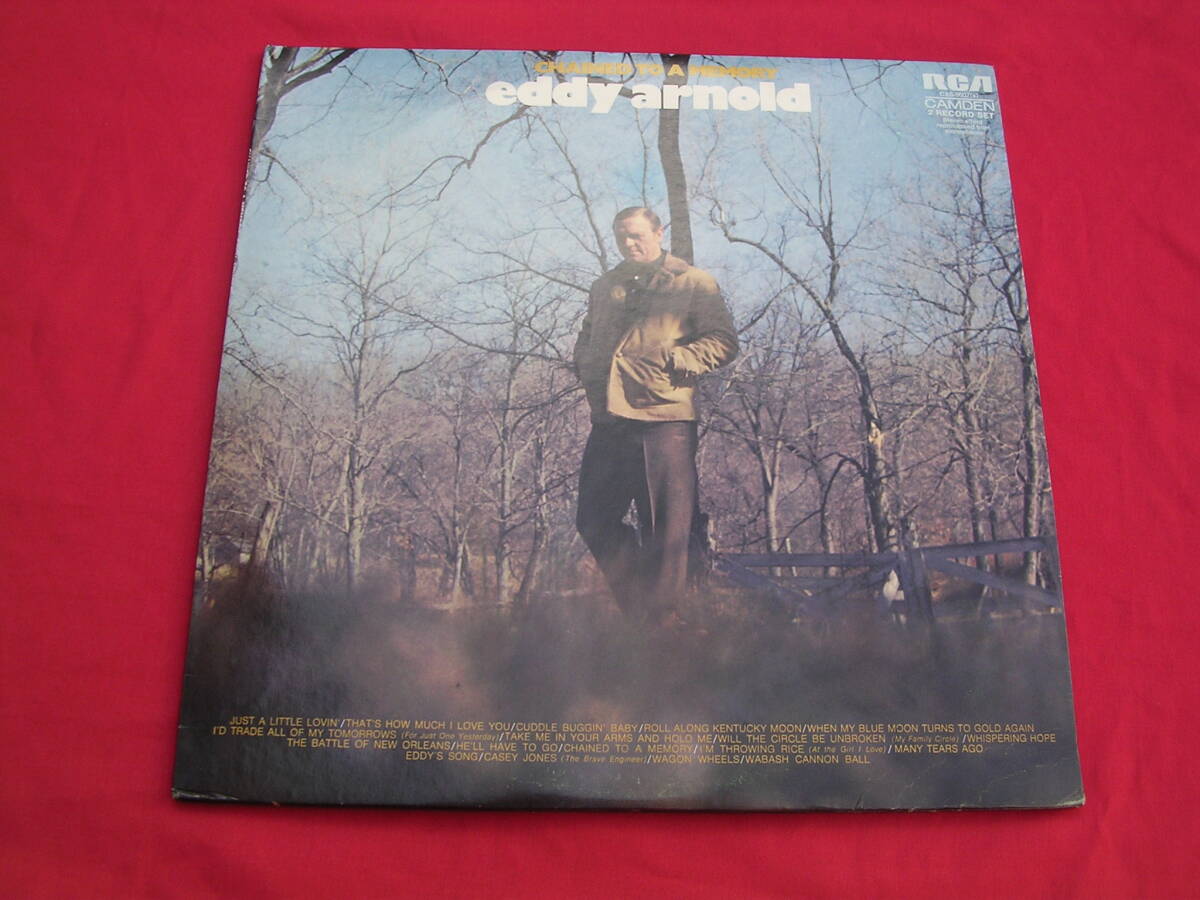 CHAINED TO A MEMORY
eddy arnold
RCA
CAMDEN
2 RECORD SET
JUST A LITTLE LOVIN'/THAT'S HOW MUCH I LOVE YOU/CUDDLE BUGGIN' BABY/ROLL ALONG KENTUCKY MOON/WHEN MY BLUE MOON TURNS TO GOLD AGAIN
I'D TRADE ALL OF MY TOMORROWS (For Just One Yesterday)/TAKE ME IN YOUR ARMS AND HOLD ME/WILL THE CIRCLE BE UNBROKEN (My Family Circle)/WHISPERING HOPE
THE BATTLE OF NEW ORLEANS/HE'LL HAVE TO GO/CHAINED TO A MEMORY/I'M THROWING RICE (At the Girl I Love)/MANY TEARS AGO
EDDY'S SONG/CASEY JONES (The Brave Engineer)/WAGON WHEELS/WABASH CANNON BALL